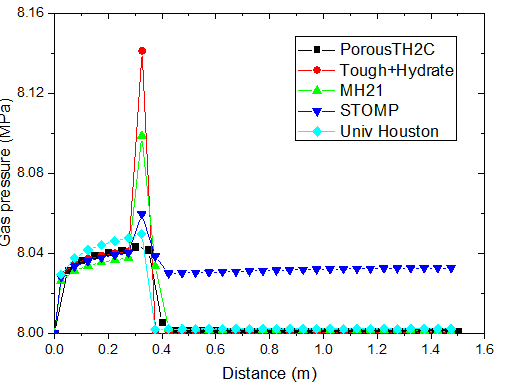 8.16
8.12
8.08
8.04
8.00
Gas pressure (MPa)
PorousTH2C
Tough+Hydrate
MH21
STOMP
Univ Houston
0.0 0.2 0.4 0.6 0.8 1.0 1.2 1.4 1.6
Distance (m)